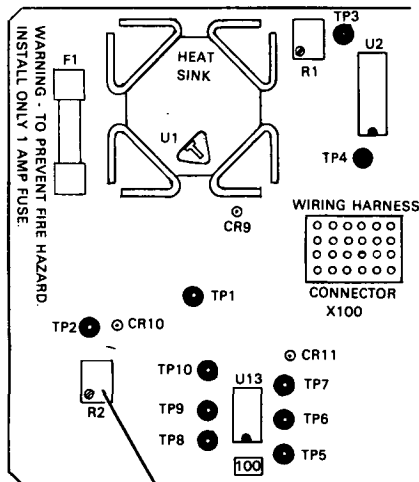 WARNING - TO PREVENT FIRE HAZARD.
INSTALL ONLY 1 AMP FUSE.
F1
HEAT
SINK
U1
CR9
R1
TP3
U2
TP4
WIRING HARNESS
CONNECTOR
X100
TP1
TP2
CR10
R2
TP10
TP9
TP8
U13
100
CR11
TP7
TP6
TP5